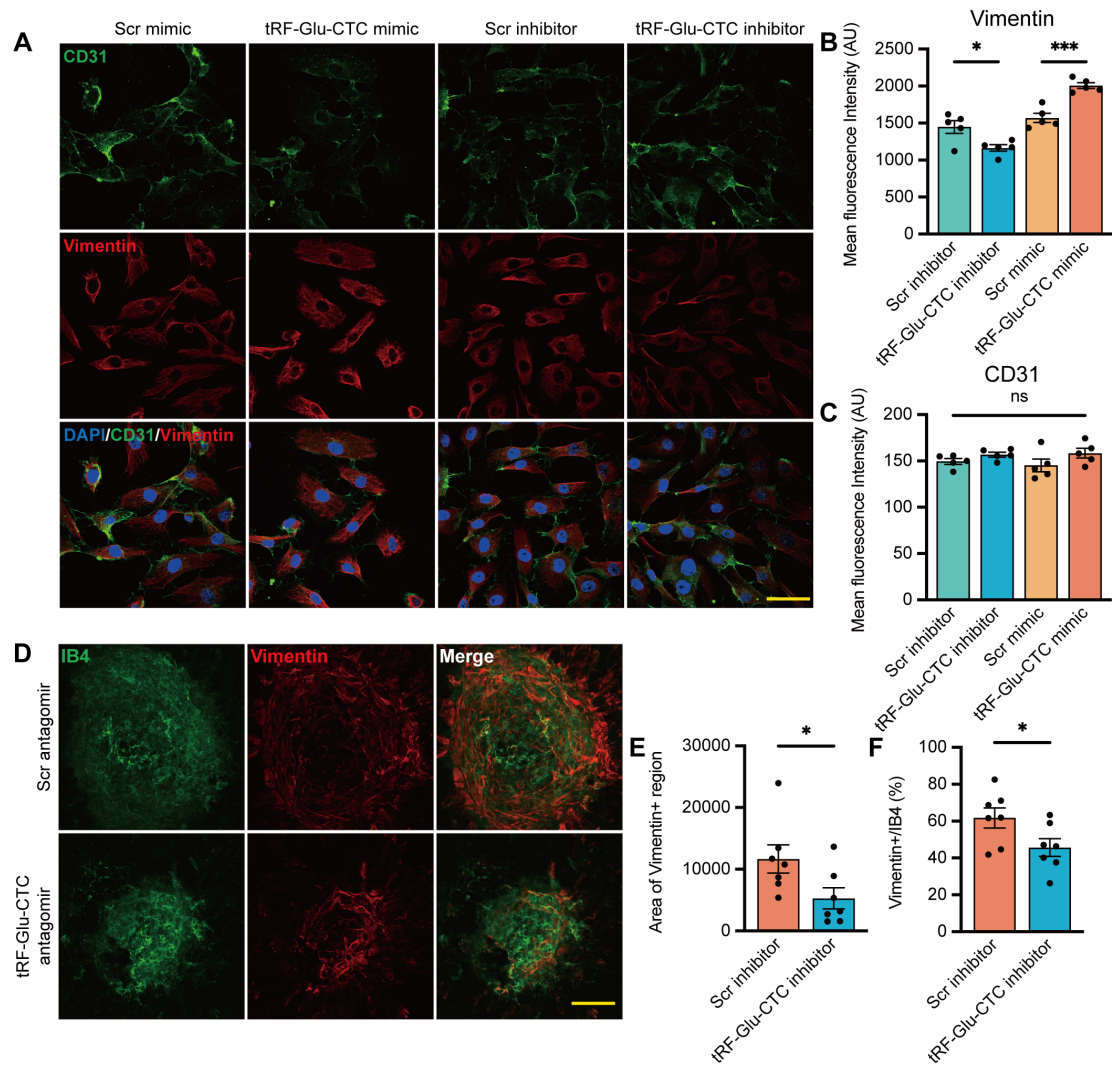 A
Scr mimic
tRF-Glu-CTC mimic
Scr inhibitor
tRF-Glu-CTC inhibitor
CD31
Vimentin
DAPI/CD31/Vimentin
B
Vimentin
Mean fluorescence Intensity (AU)
2500
2000
1500
1000
500
0
*
***
Scr inhibitor
tRF-Glu-CTC inhibitor
Scr mimic
tRF-Glu-CTC mimic
C
CD31
Mean fluorescence Intensity (AU)
200
150
100
50
0
ns
Scr inhibitor
tRF-Glu-CTC inhibitor
Scr mimic
tRF-Glu-CTC mimic
D
IB4
Vimentin
Merge
Scr
antagomir
tRF-Glu-CTC
antagomir
E
Area of Vimentin+ region
30000
20000
10000
0
*
Scr inhibitor
tRF-Glu-CTC inhibitor
F
Vimentin+/IB4 (%)
100
80
60
40
20
0
*
Scr inhibitor
tRF-Glu-CTC inhibitor